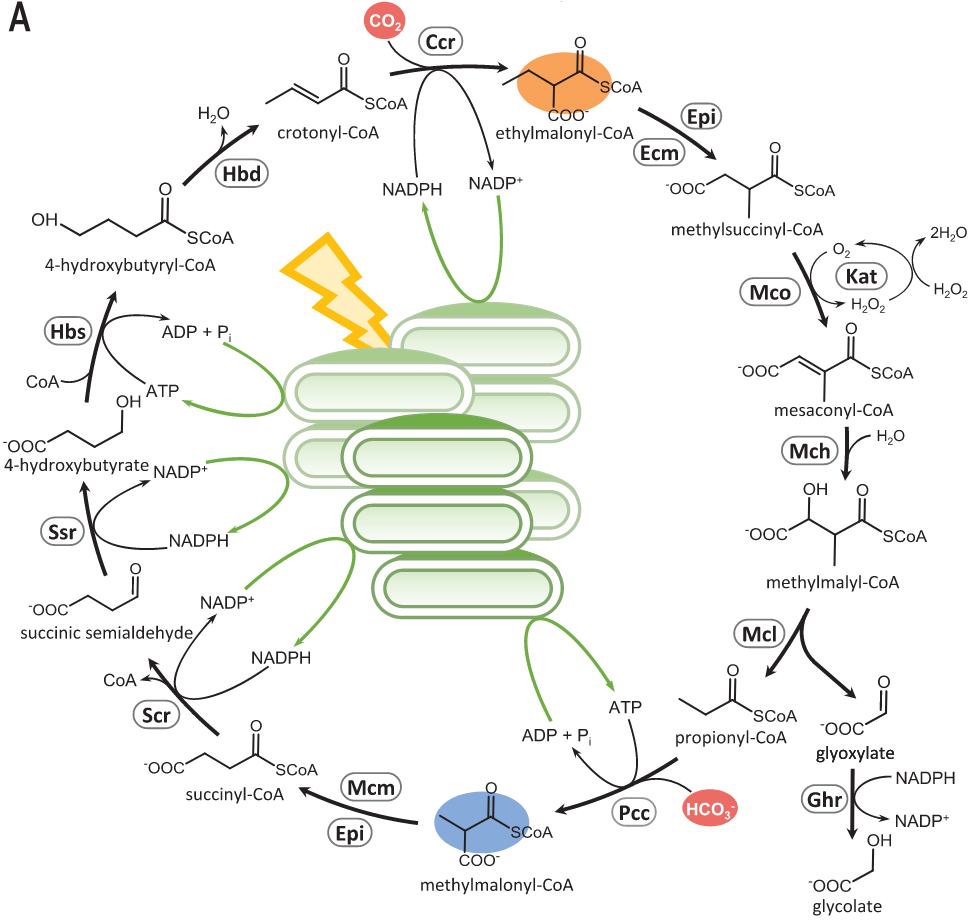 A
CO₂
Ccr
crotonyl-CoA
SCoA
H₂O
Hbd
NADPH
NADP⁺
ethylmalonyl-CoA
SCoA
COO⁻
Epi
Ecm
⁻OOC
SCoA
methylsuccinyl-CoA
O₂
Kat
2H₂O
H₂O₂
H₂O₂
Mco
⁻OOC
SCoA
mesaconyl-CoA
Mch
H₂O
OH
⁻OOC
SCoA
methylmalyl-CoA
Mcl
O
SCoA
propionyl-CoA
O
⁻OOC
glyoxylate
Ghr
NADPH
NADP⁺
OH
⁻OOC
glycolate
HCO₃⁻
Pcc
ATP
ADP + Pᵢ
O
SCoA
COO⁻
methylmalonyl-CoA
Mcm
Epi
O
⁻OOC
SCoA
succinyl-CoA
Scr
CoA
NADPH
NADP⁺
O
⁻OOC
succinic semialdehyde
Ssr
NADPH
NADP⁺
OH
⁻OOC
4-hydroxybutyrate
Hbs
CoA
ATP
ADP + Pᵢ
OH
O
SCoA
4-hydroxybutyryl-CoA
O
O
O
O
O